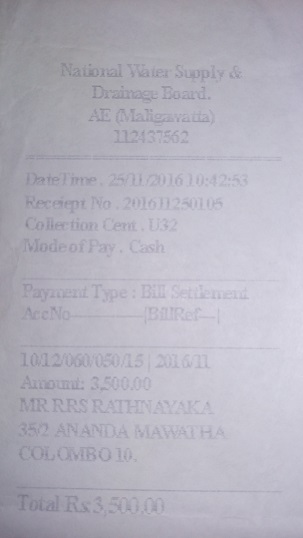 National Water Supply &
Drainage Board.
AE (Maligawatta)
112437562
DateTime . 25/11/2016 10:42:53
Receiept No . 201611250105
Collection Cent . U32
Mode of Pay . Cash
Payment Type : Bill Settlement
AccNo--------------|BillRef---|
10/12/060/050/15 | 2016/11
Amount: 3,500.00
MR RRS RATHNAYAKA
35/2 ANANDA MAWATHA
COLOMBO 10.
Total Rs 3,500.00